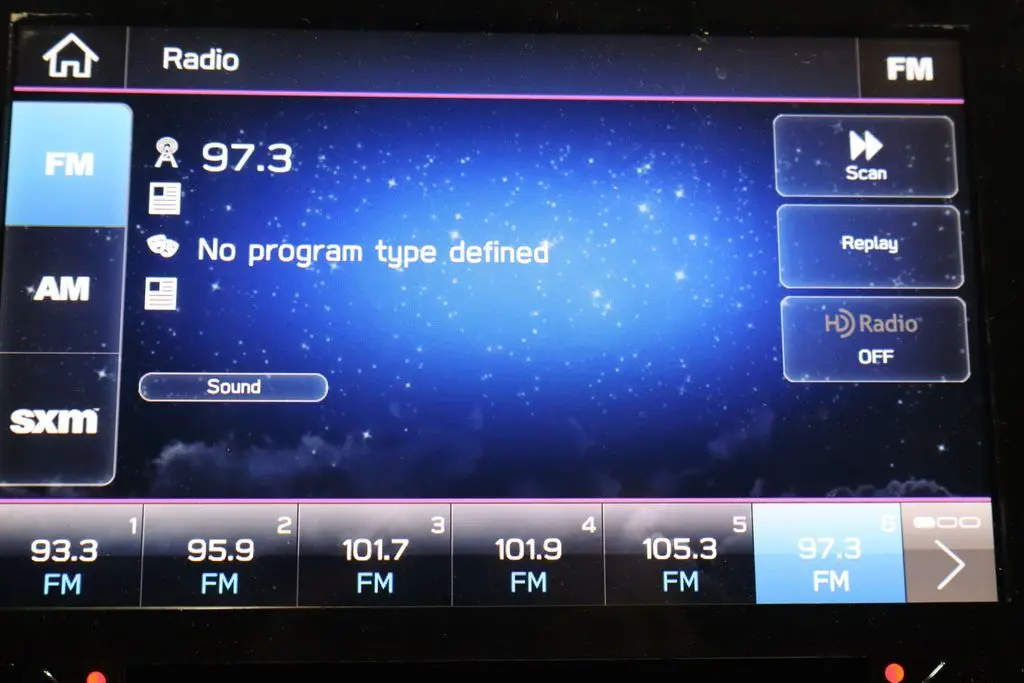 Radio
FM
FM
97.3
Scan
Replay
No program type defined
AM
HD Radio
OFF
Sound
sxm
1
2
3
4
5
6
93.3
95.9
101.7
101.9
105.3
97.3
FM
FM
FM
FM
FM
FM